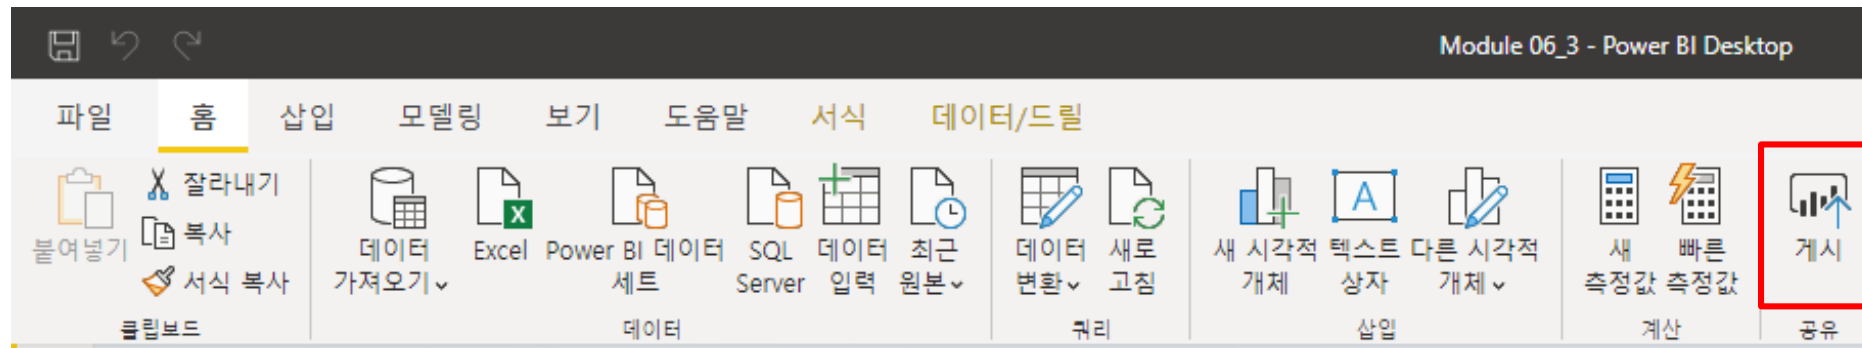 Module 06_3 - Power BI Desktop
파일 홈 삽입 모델링 보기 도움말 서식 데이터/드릴
붙여넣기
잘라내기
복사
서식 복사
클립보드
데이터
가져오기
Excel
Power BI 데이터
세트
SQL
Server
데이터
입력
최근
원본
데이터
데이터
변환
새로
고침
쿼리
새 시각적
개체
텍스트
상자
다른 시각적
개체
삽입
새
측정값
빠른
측정값
계산
게시
공유